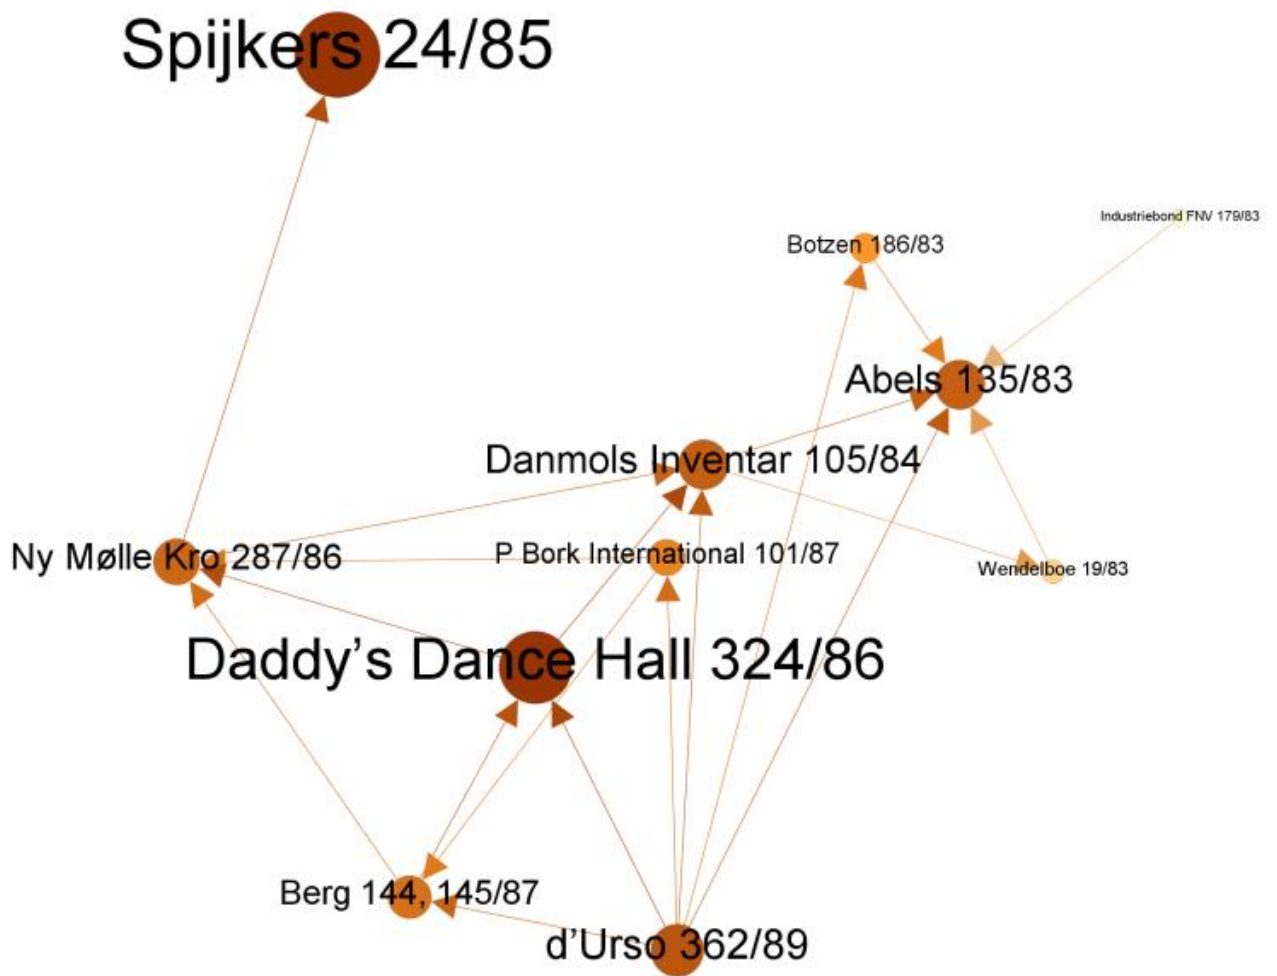 Spijkers 24/85
Industriebond FNV 179/83
Botzen 186/83
Abels 135/83
Danmols Inventar 105/84
Ny Mølle Kro 287/86
P Bork International 101/87
Wendelboe 19/83
Daddy’s Dance Hall 324/86
Berg 144, 145/87
d’Urso 362/89